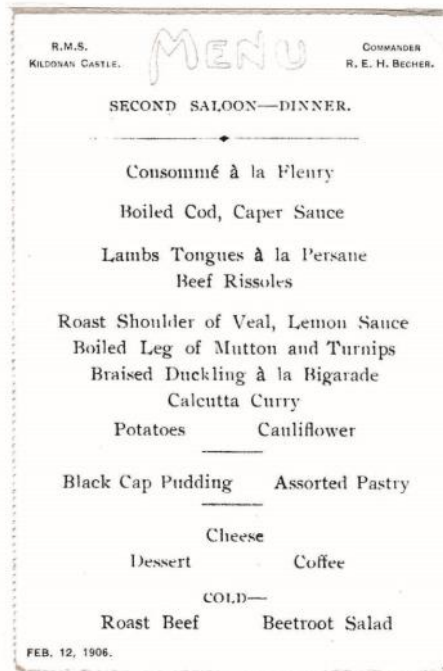 R.M.S.
KILDONAN CASTLE.
MENU
COMMANDER
R. E. H. BECHER.
SECOND SALOON—DINNER.
Consommé à la Fleury
Boiled Cod, Caper Sauce
Lambs Tongues à la Persane
Beef Rissoles
Roast Shoulder of Veal, Lemon Sauce
Boiled Leg of Mutton and Turnips
Braised Duckling à la Bigarade
Calcutta Curry
Potatoes Cauliflower
Black Cap Pudding Assorted Pastry
Cheese
Dessert Coffee
COLD—
Roast Beef Beetroot Salad
FEB. 12, 1906.